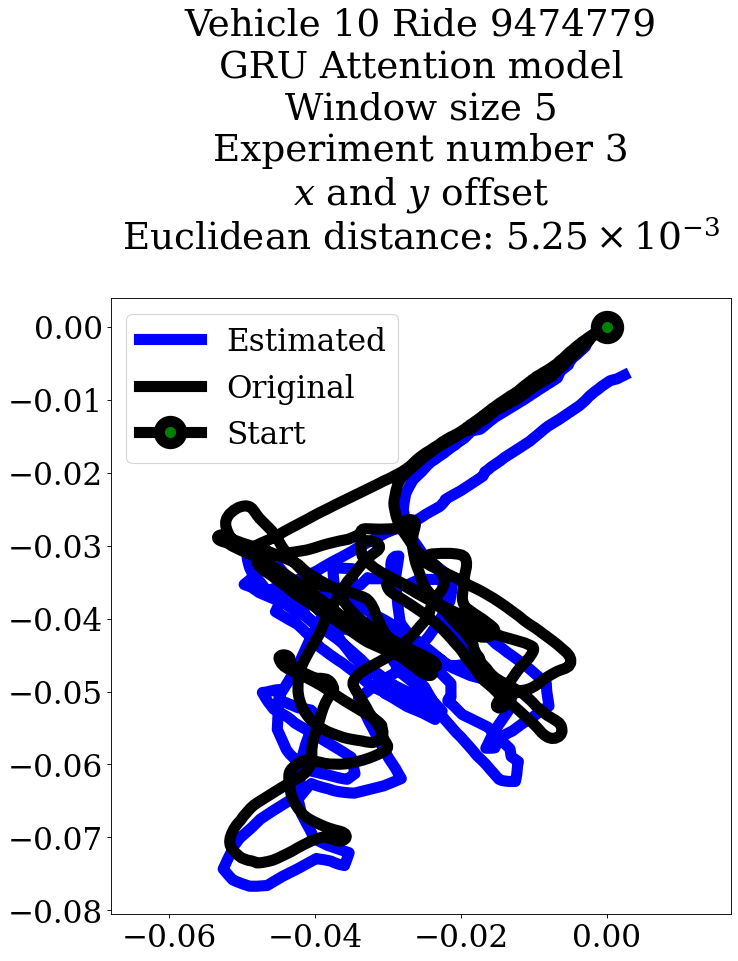 Vehicle 10 Ride 9474779
GRU Attention model
Window size 5
Experiment number 3
x and y offset
Euclidean distance: 5.25 × 10⁻³
Estimated
Original
Start
0.00
−0.01
−0.02
−0.03
−0.04
−0.05
−0.06
−0.07
−0.08
−0.06 −0.04 −0.02 0.00